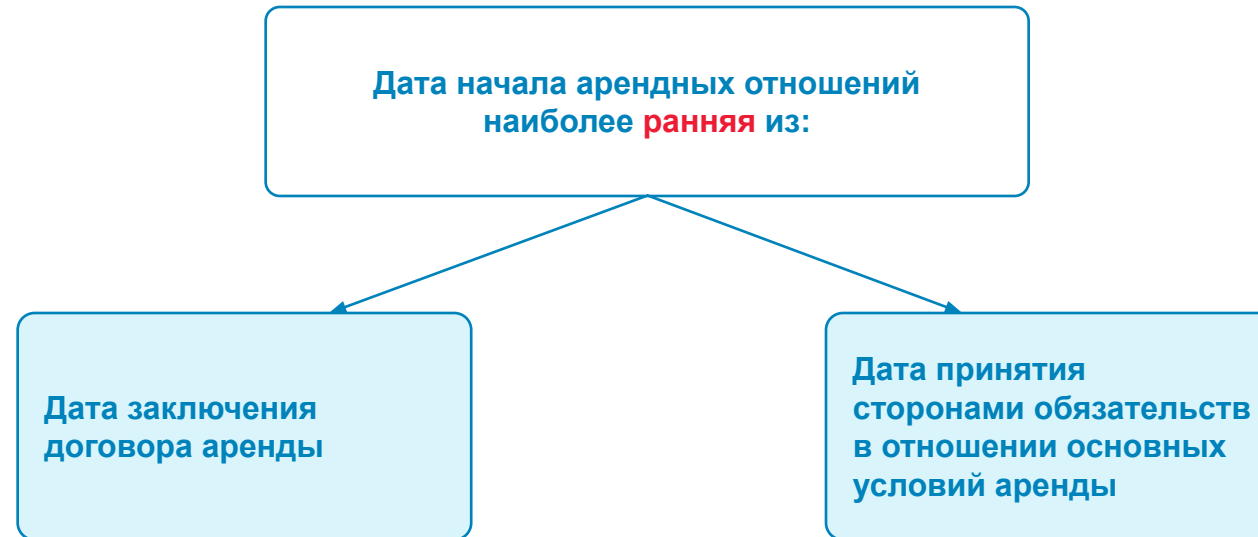 Дата начала арендных отношений
наиболее ранняя из:
Дата заключения
договора аренды
Дата принятия
сторонами обязательств
в отношении основных
условий аренды